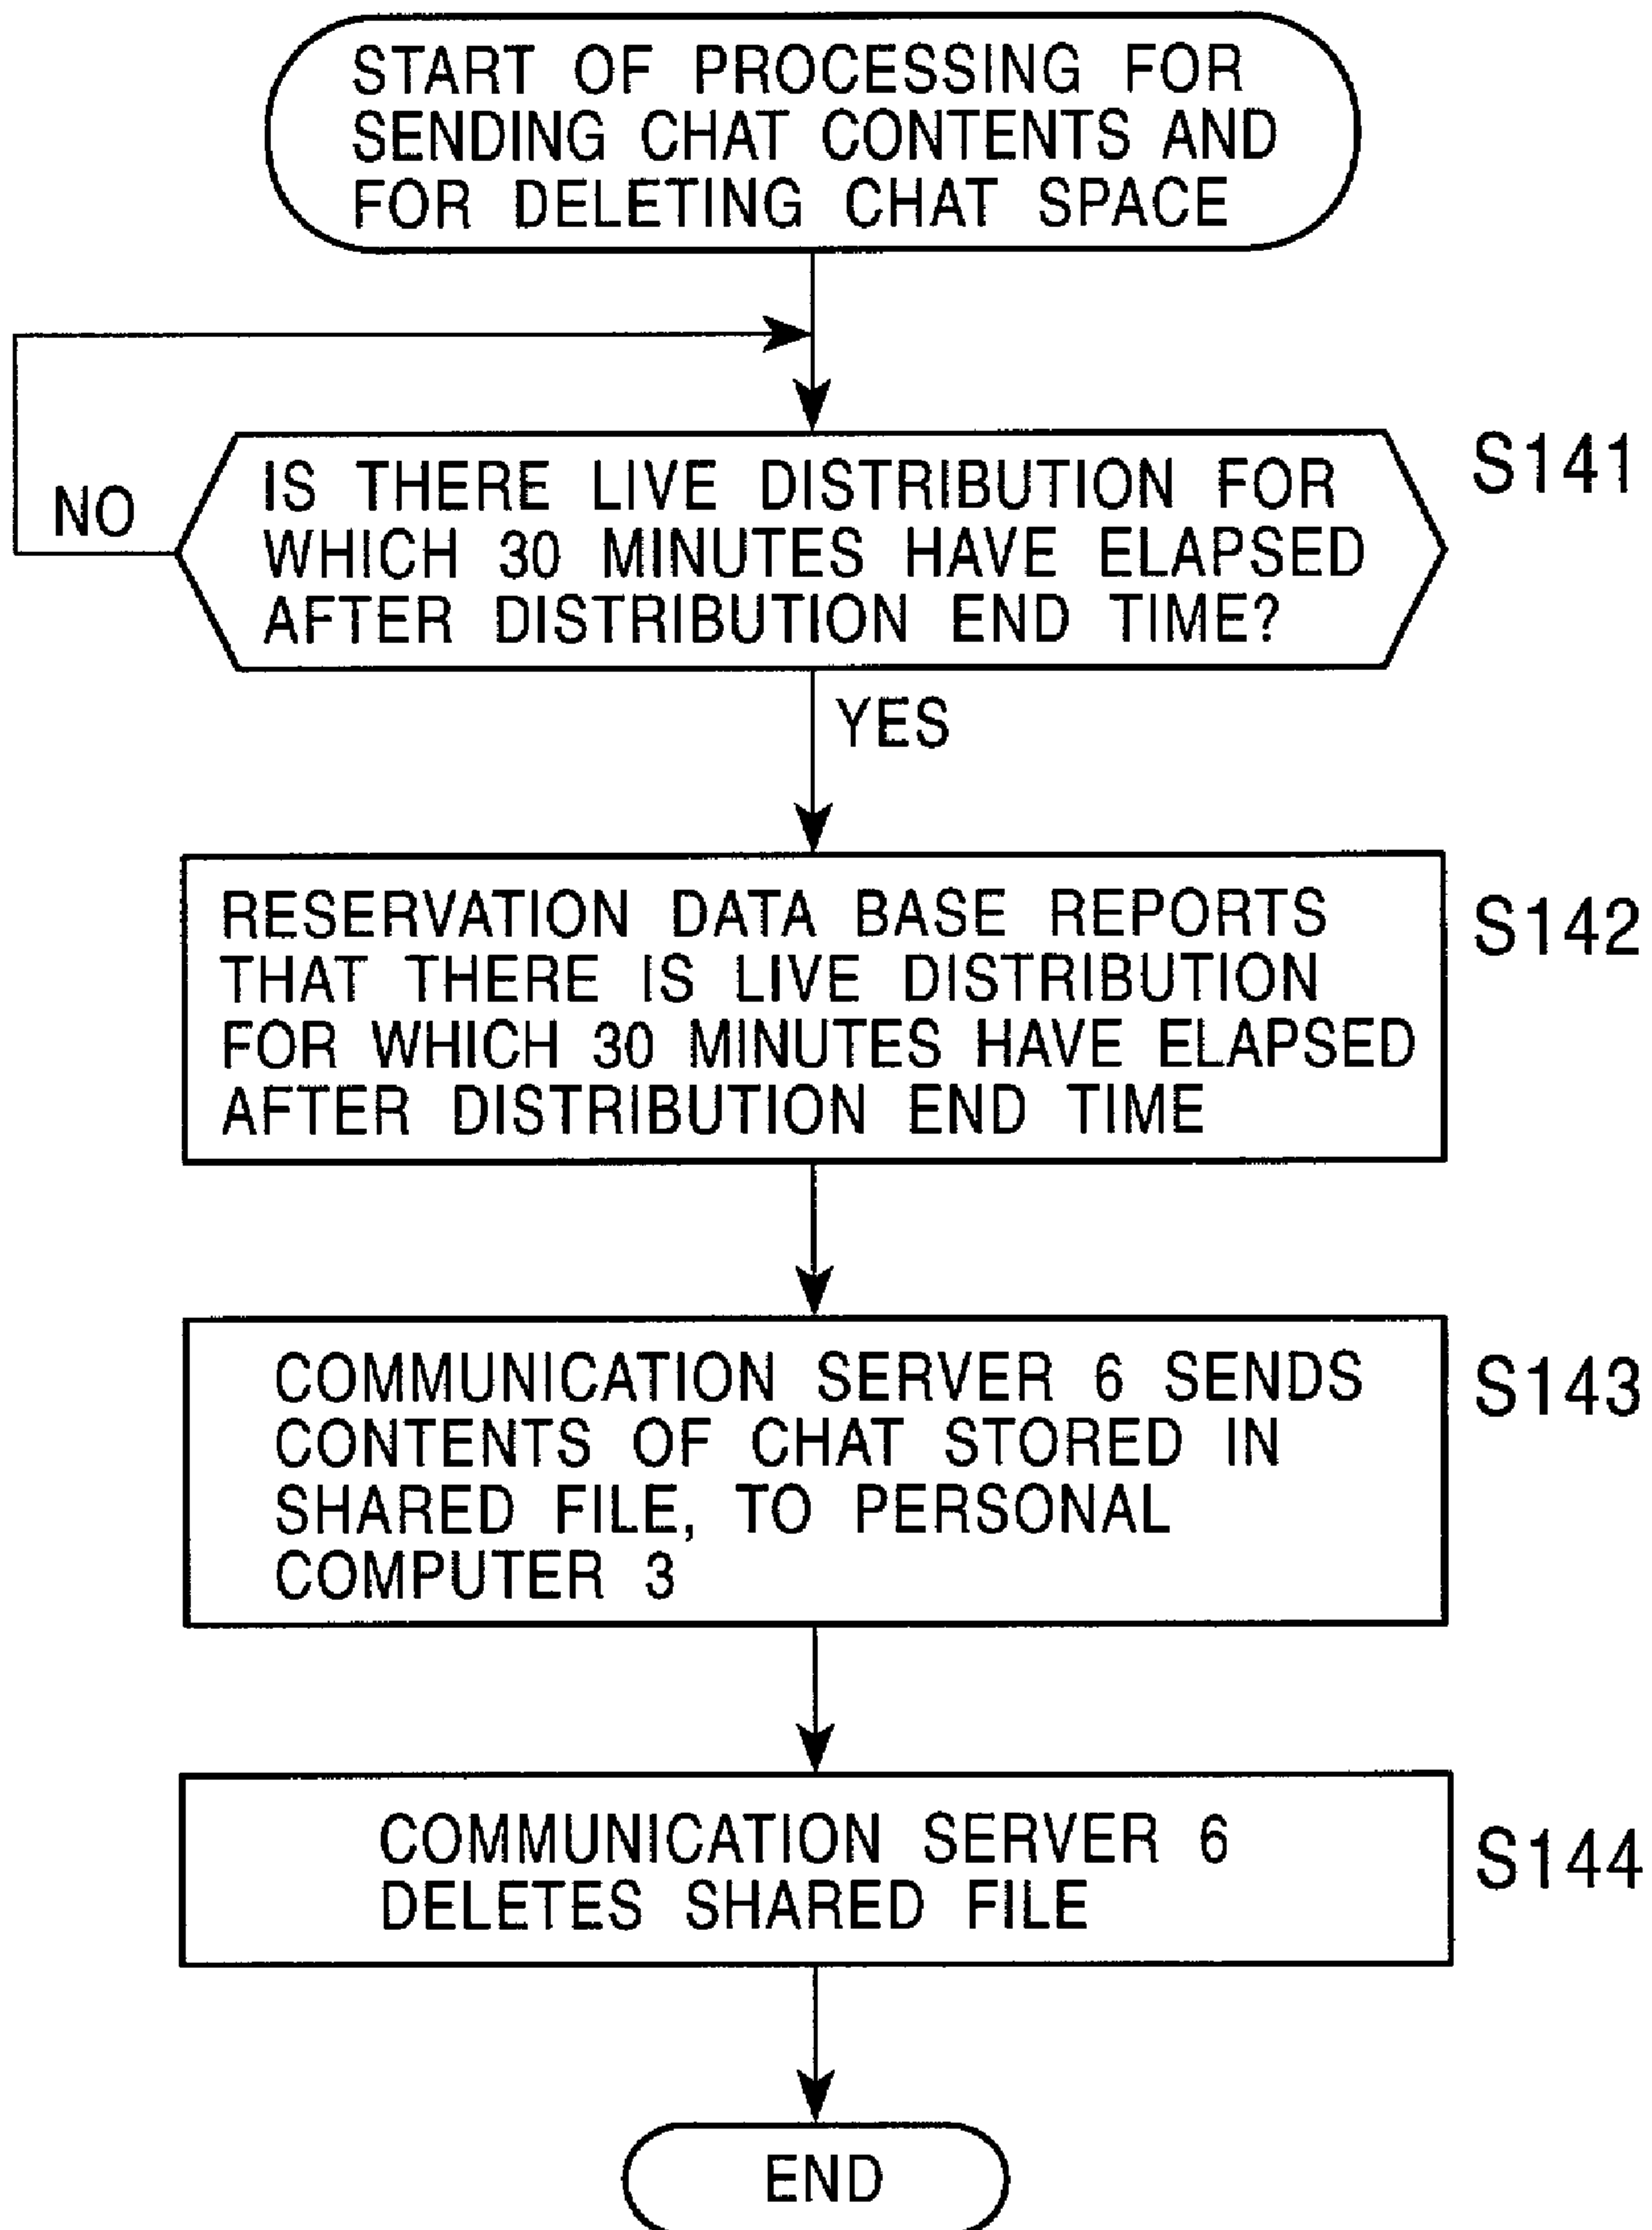 START OF PROCESSING FOR
SENDING CHAT CONTENTS AND
FOR DELETING CHAT SPACE
S141
IS THERE LIVE DISTRIBUTION FOR
WHICH 30 MINUTES HAVE ELAPSED
AFTER DISTRIBUTION END TIME?
NO
YES
S142
RESERVATION DATA BASE REPORTS
THAT THERE IS LIVE DISTRIBUTION
FOR WHICH 30 MINUTES HAVE ELAPSED
AFTER DISTRIBUTION END TIME
S143
COMMUNICATION SERVER 6 SENDS
CONTENTS OF CHAT STORED IN
SHARED FILE, TO PERSONAL
COMPUTER 3
S144
COMMUNICATION SERVER 6
DELETES SHARED FILE
END